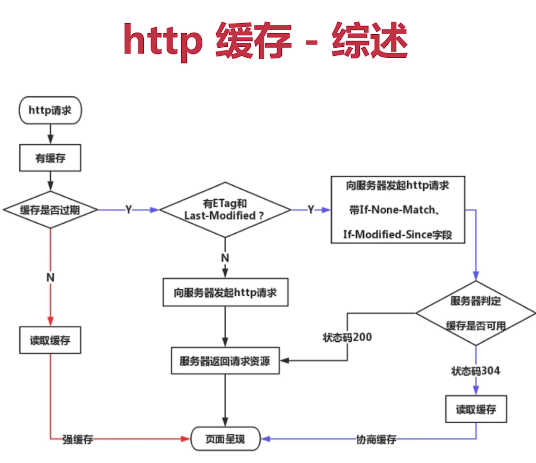 http 缓存 - 综述
http请求
有缓存
缓存是否过期
Y
有ETag和
Last-Modified ？
Y
向服务器发起http请求
带If-None-Match、
If-Modified-Since字段
N
N
向服务器发起http请求
服务器判定
缓存是否可用
读取缓存
状态码200
服务器返回请求资源
状态码304
读取缓存
强缓存
页面呈现
协商缓存